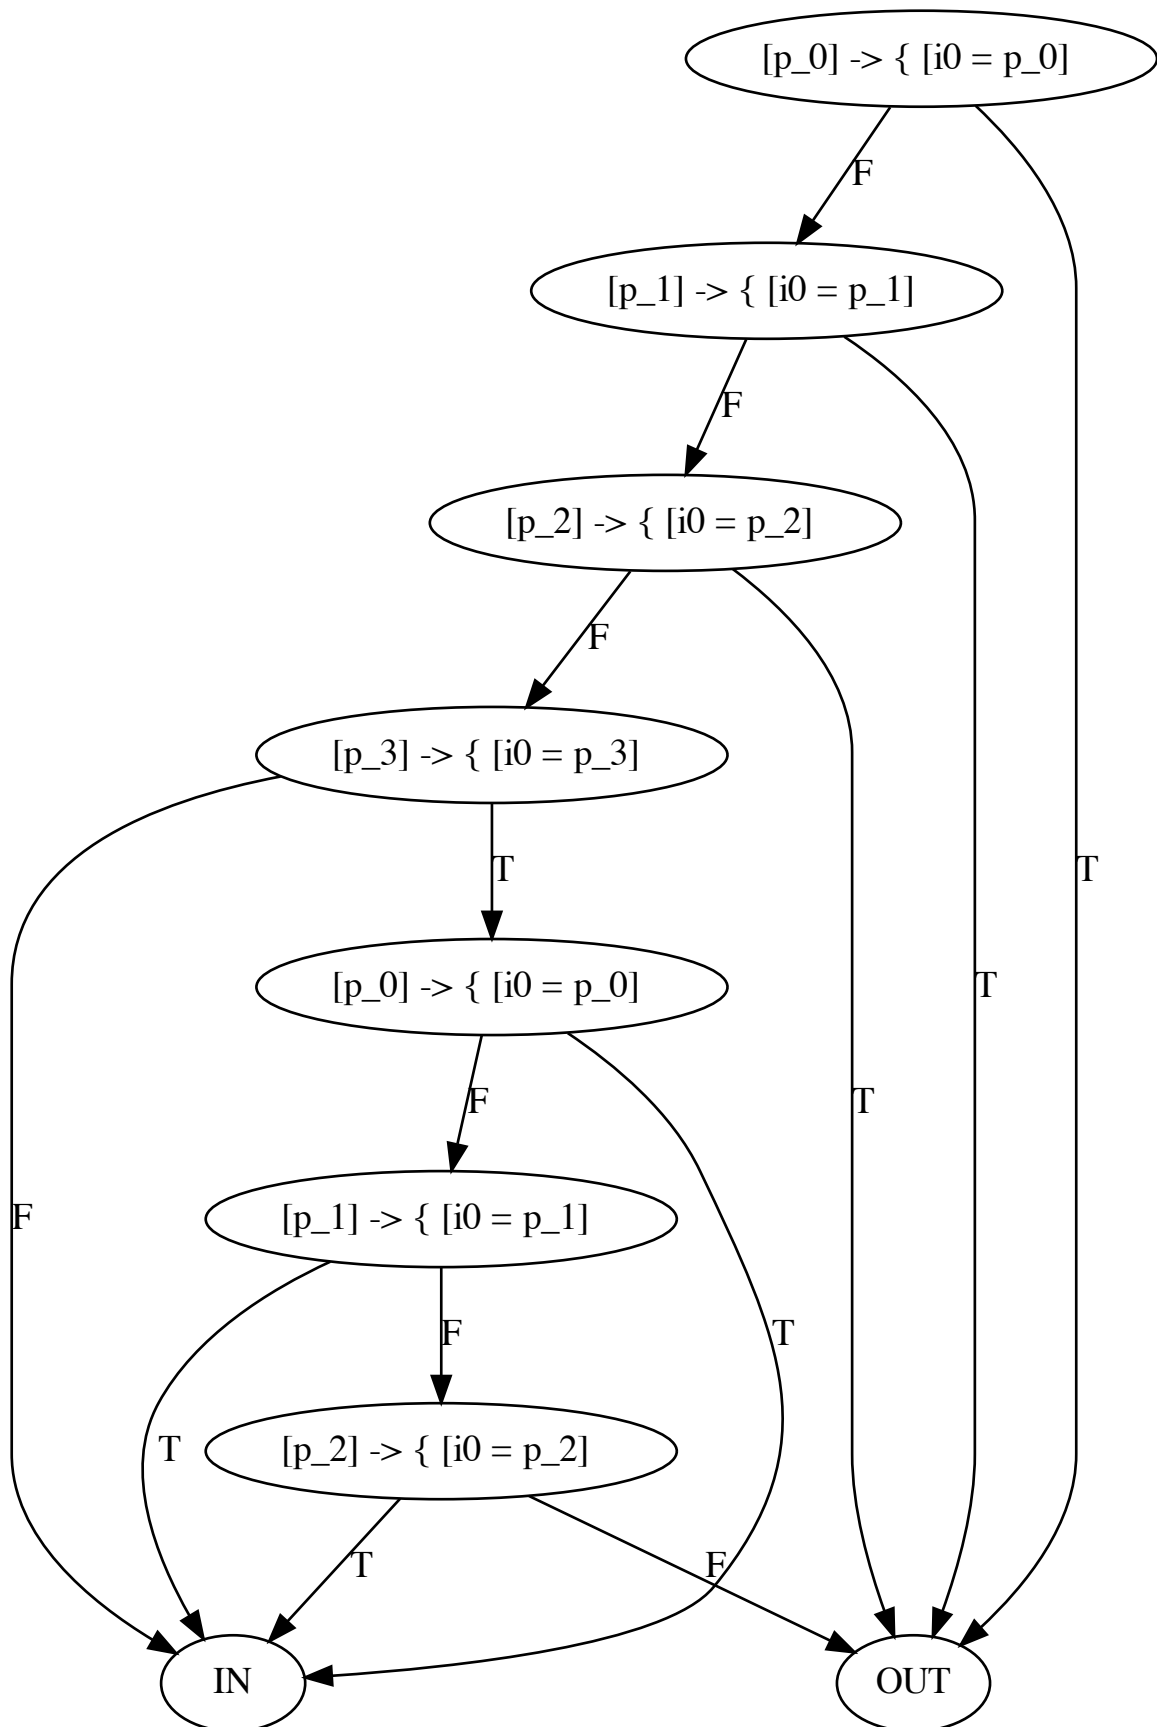 [p_0] -> { [i0 = p_0]
F
[p_1] -> { [i0 = p_1]
F
[p_2] -> { [i0 = p_2]
F
[p_3] -> { [i0 = p_3]
T
T
[p_0] -> { [i0 = p_0]
T
F
T
[p_1] -> { [i0 = p_1]
F
F
T
[p_2] -> { [i0 = p_2]
T
T
F
IN
OUT